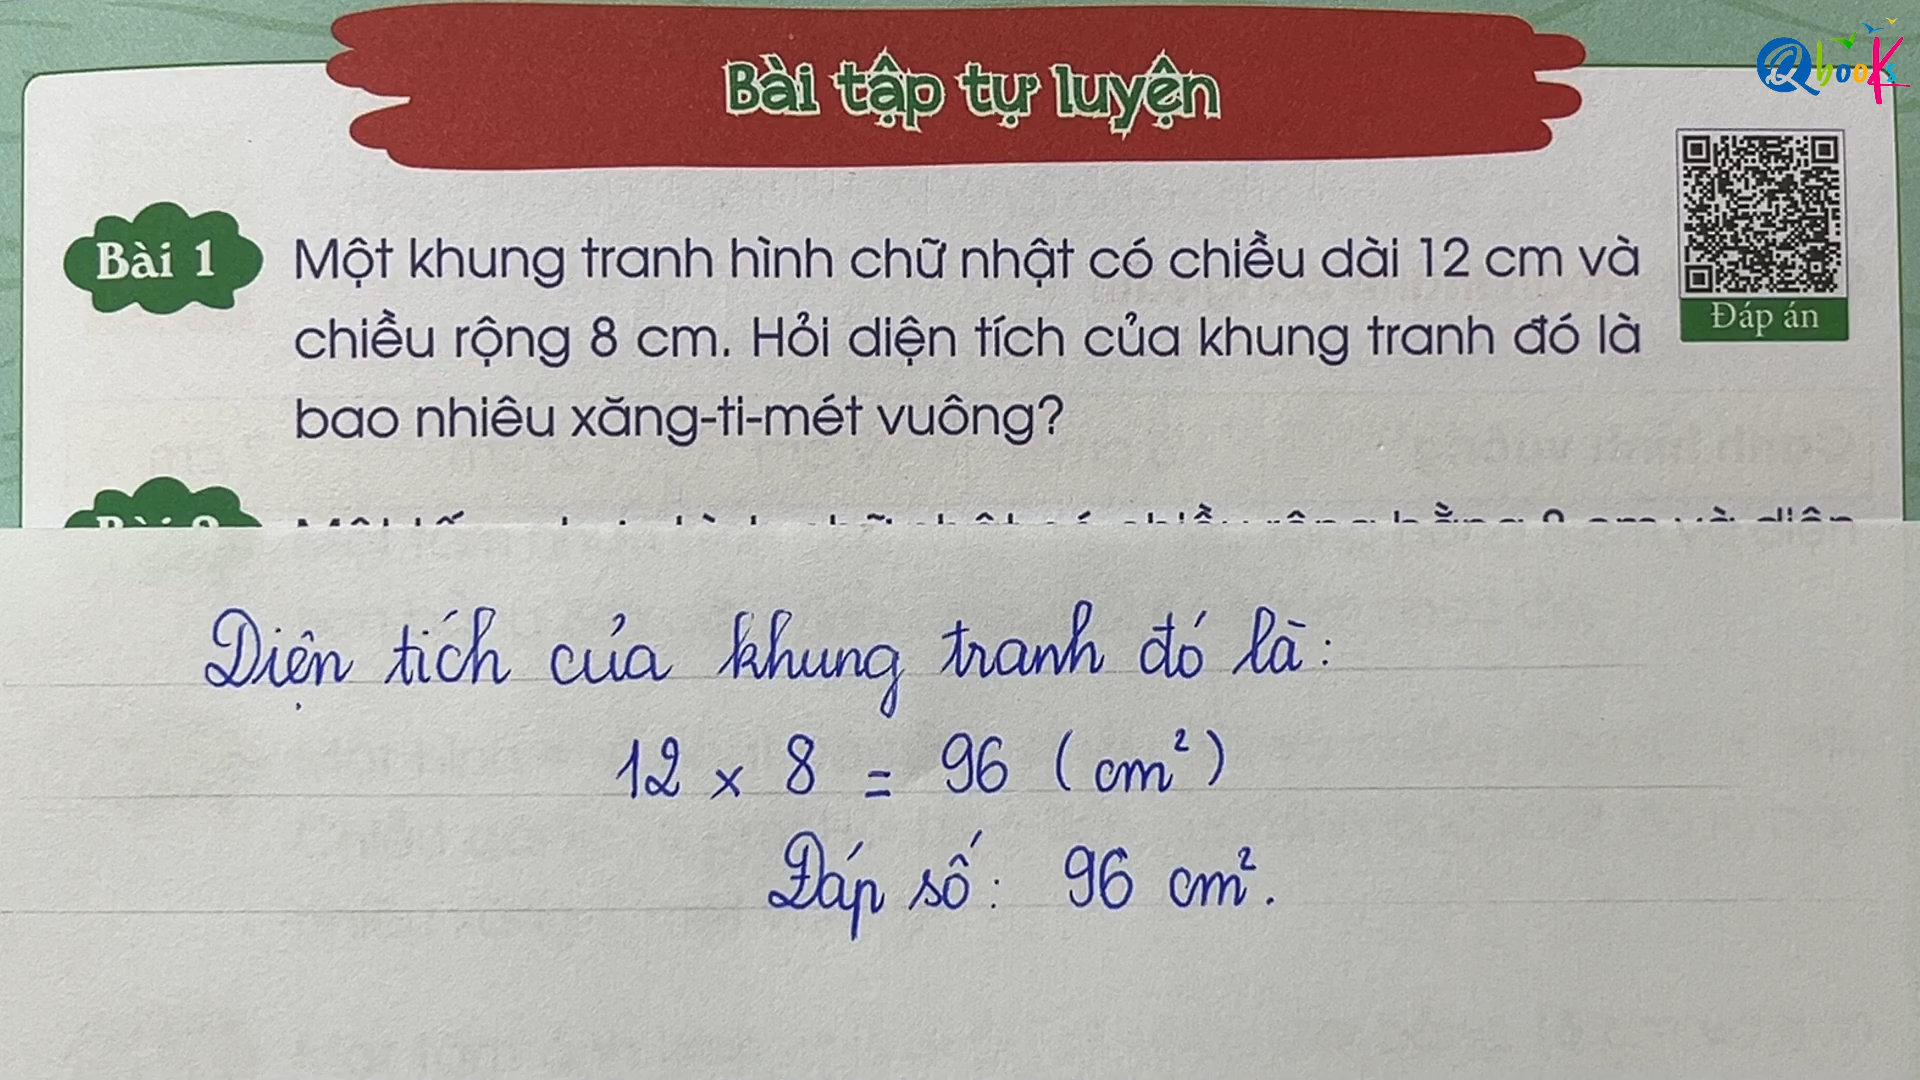 Qbooks
Bài tập tự luyện
Bài 1 Một khung tranh hình chữ nhật có chiều dài 12 cm và
chiều rộng 8 cm. Hỏi diện tích của khung tranh đó là
bao nhiêu xăng-ti-mét vuông?
Đáp án
Diện tích của khung tranh đó là:
12 x 8 = 96 (cm²)
Đáp số: 96 cm².